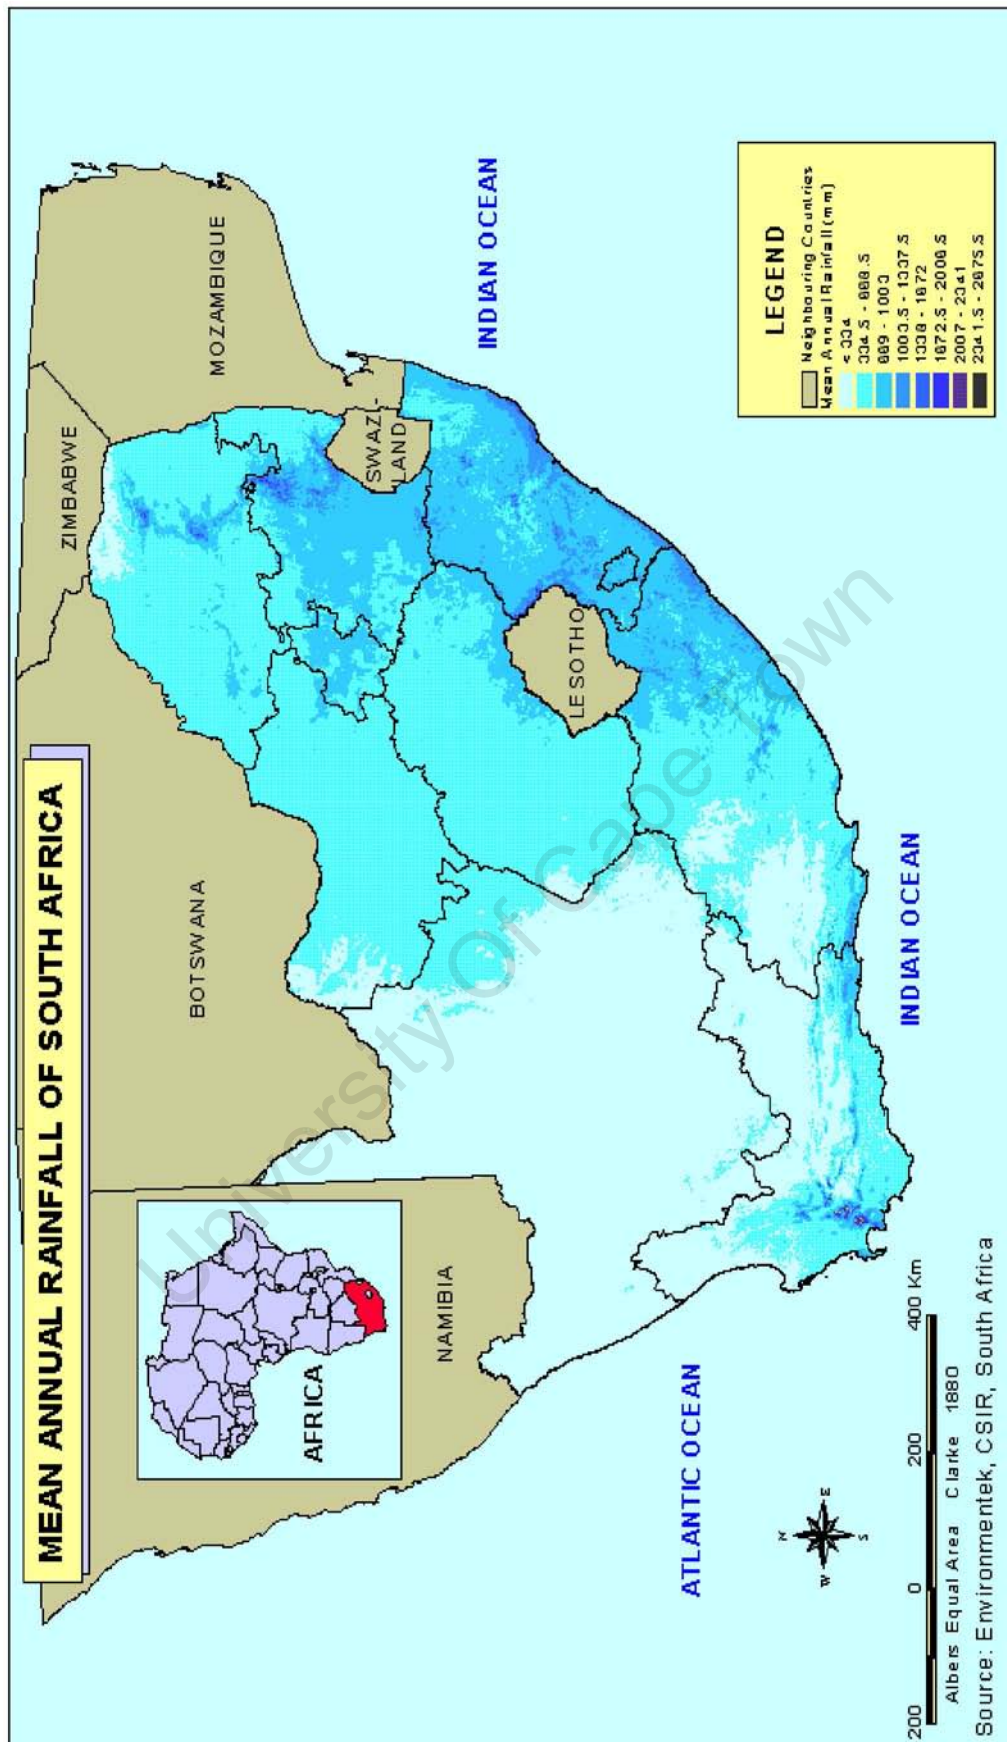 MEAN ANNUAL RAINFALL OF SOUTH AFRICA
ZIMBABWE
MOZAMBIQUE
BOTSWANA
SWAZI-
LAND
NAMIBIA
LESOTHO
AFRICA
INDIAN OCEAN
INDIAN OCEAN
ATLANTIC OCEAN
University Of Cape Town
LEGEND
Neighbouring Countries
Mean Annual Rainfall (mm)
< 334
334.5 - 668.5
669 - 1003
1003.5 - 1337.5
1338 - 1672
1672.5 - 2006.5
2007 - 2341
2341.5 - 2675.5
N
W
E
S
200 0 200 400 Km
Albers Equal Area Clarke 1880
Source: Environmentek, CSIR, South Africa